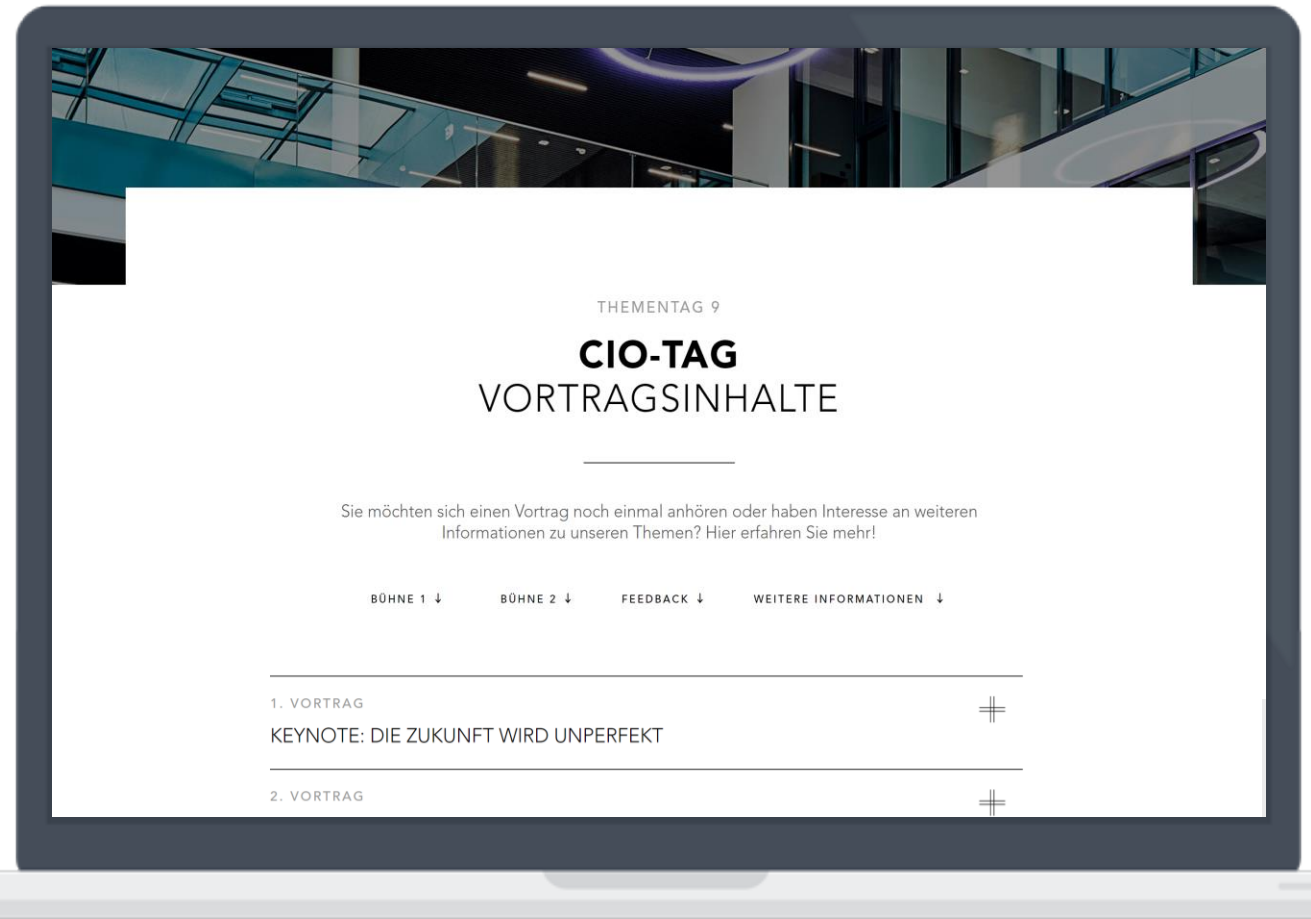 THEMENTAG 9
CIO-TAG
VORTRAGSINHALTE
Sie möchten sich einen Vortrag noch einmal anhören oder haben Interesse an weiteren
Informationen zu unseren Themen? Hier erfahren Sie mehr!
BÜHNE 1 ↓ BÜHNE 2 ↓ FEEDBACK ↓ WEITERE INFORMATIONEN ↓
1. VORTRAG
KEYNOTE: DIE ZUKUNFT WIRD UNPERFEKT
2. VORTRAG